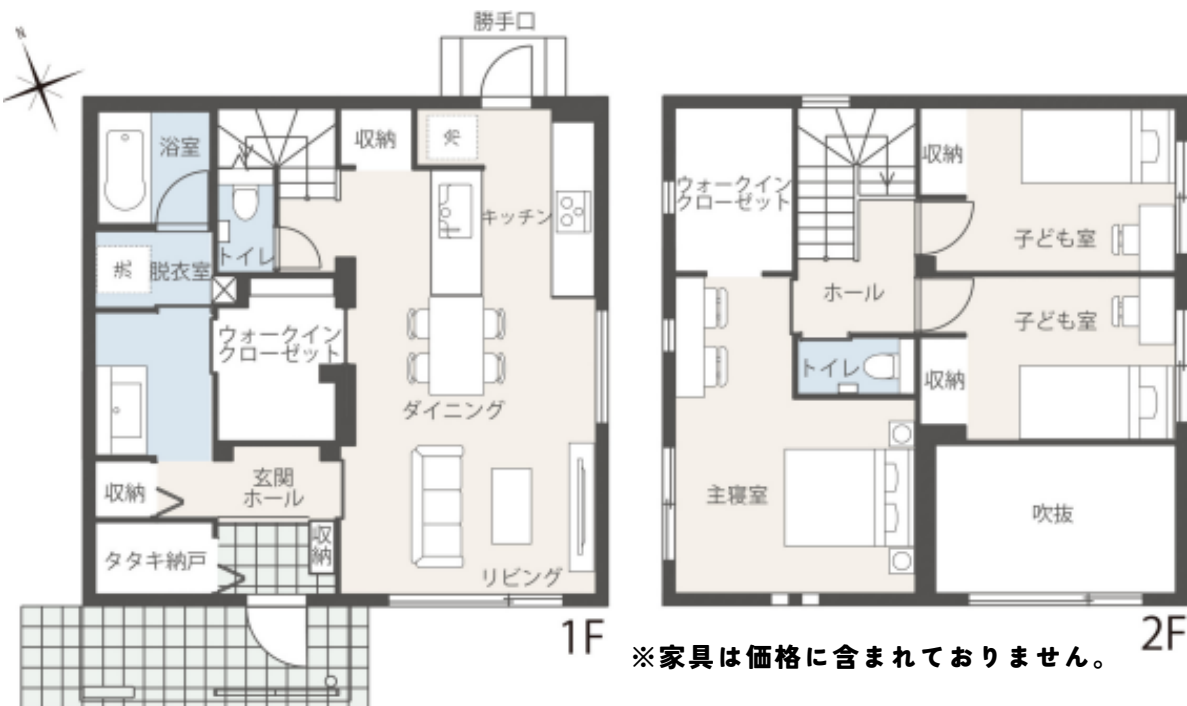 N
勝手口
浴室
収納
冷
キッチン
トイレ
洗
脱衣室
ウォークイン
クローゼット
ダイニング
玄関
ホール
収納
収納
タタキ納戸
リビング
1F
ウォークイン
クローゼット
収納
子ども室
ホール
子ども室
トイレ
収納
主寝室
吹抜
2F
※家具は価格に含まれておりません。